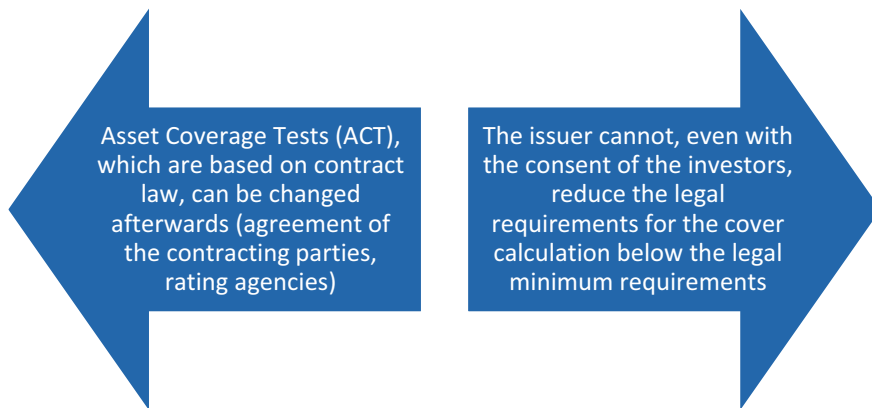 Asset Coverage Tests (ACT),
which are based on contract
law, can be changed
afterwards (agreement of
the contracting parties,
rating agencies)
The issuer cannot, even with
the consent of the investors,
reduce the legal
requirements for the cover
calculation below the legal
minimum requirements